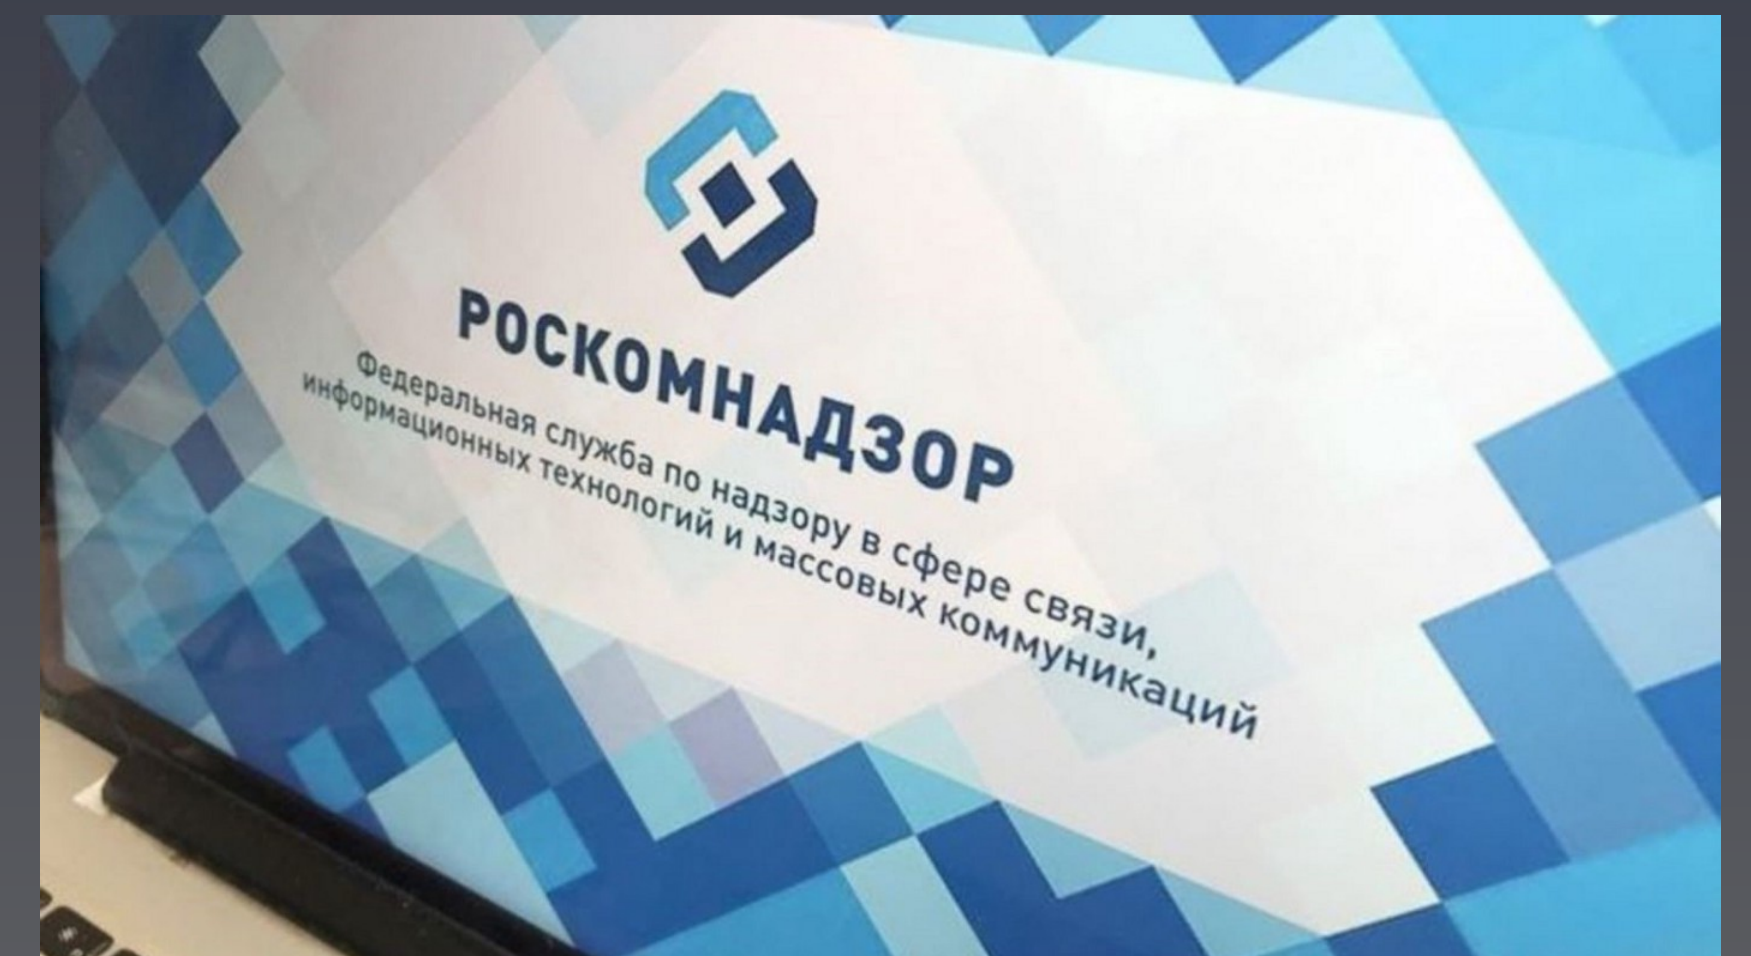 РОСКОМНАДЗОР
Федеральная служба по надзору в сфере связи,
информационных технологий и массовых коммуникаций